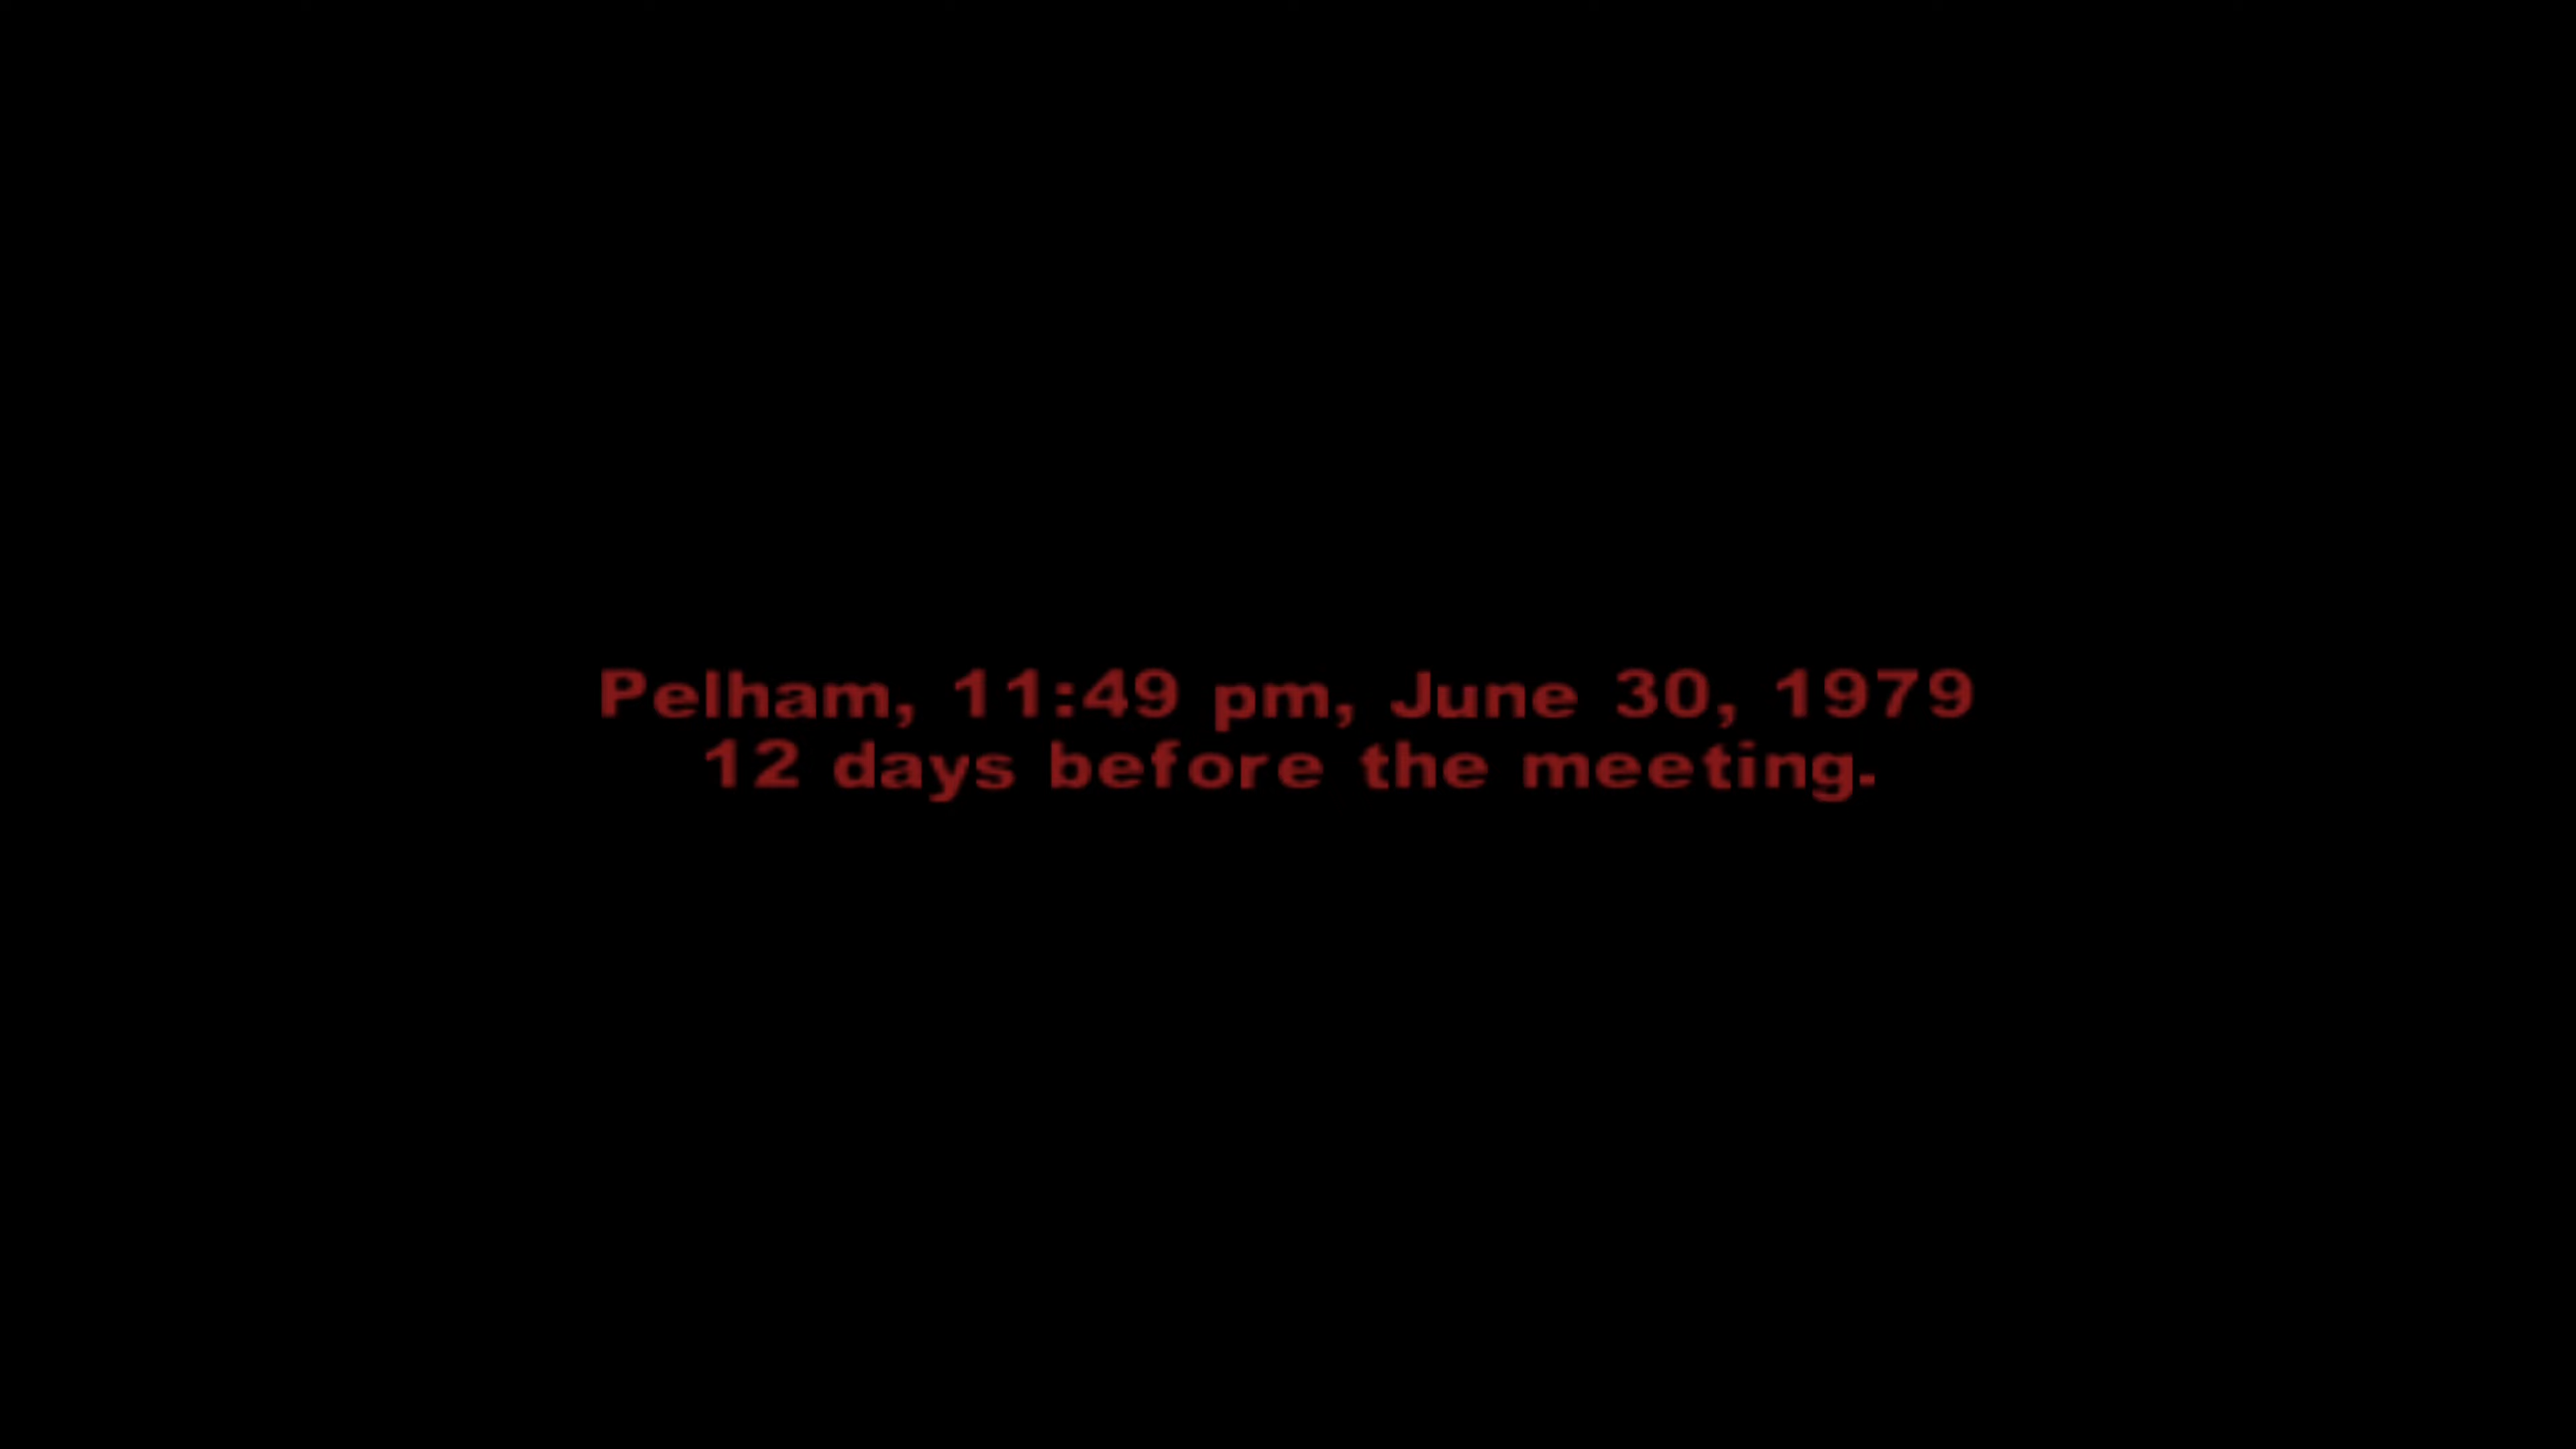 Pelham, 11:49 pm, June 30, 1979
12 days before the meeting.